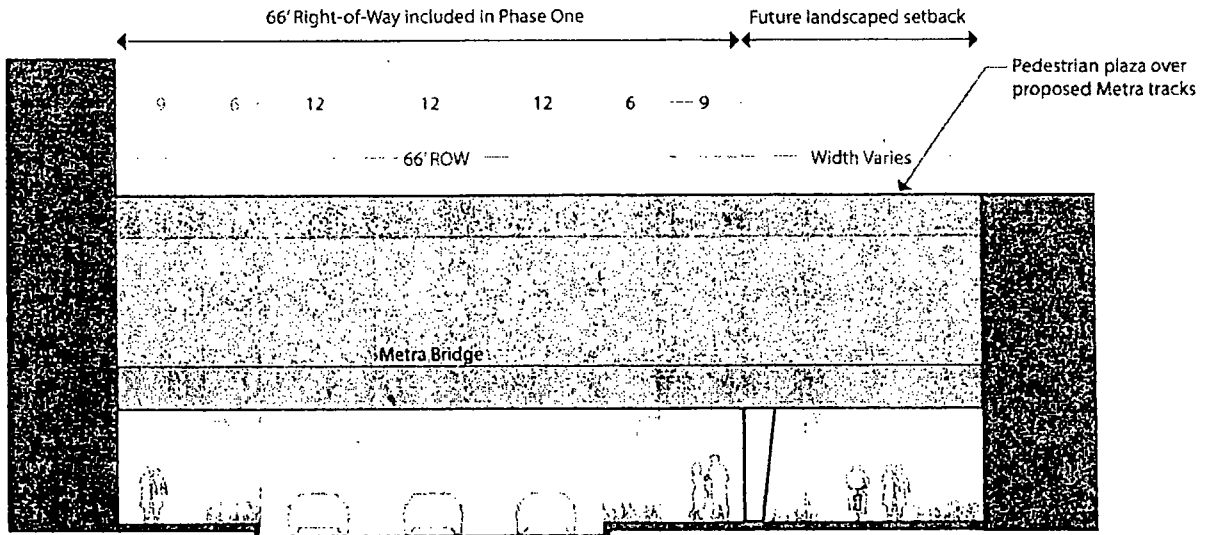 66' Right-of-Way included in Phase One
Future landscaped setback
Pedestrian plaza over
proposed Metra tracks
9 6 12 12 12 6 9
66' ROW
Width Varies
Metra Bridge